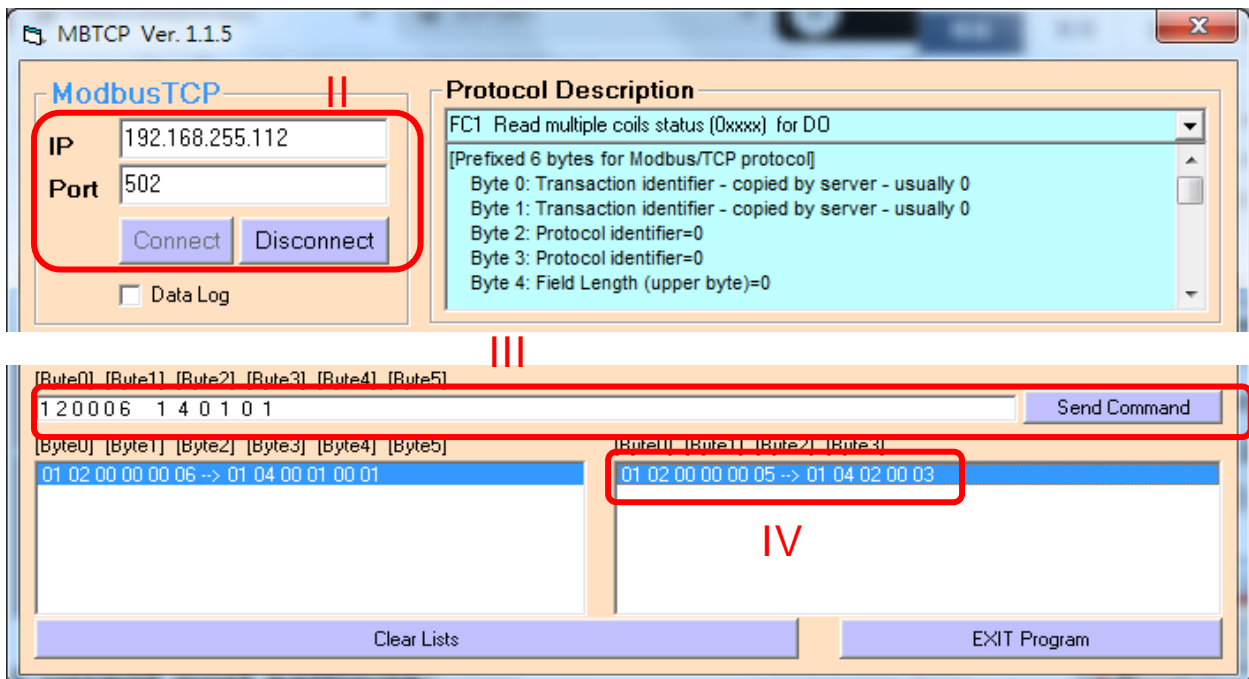 MBTCP Ver. 1.1.5
ModbusTCP
II
IP
192.168.255.112
Port
502
Connect
Disconnect
Data Log
Protocol Description
FC1 Read multiple coils status (0xxxx) for DO
[Prefixed 6 bytes for Modbus/TCP protocol]
Byte 0: Transaction identifier - copied by server - usually 0
Byte 1: Transaction identifier - copied by server - usually 0
Byte 2: Protocol identifier=0
Byte 3: Protocol identifier=0
Byte 4: Field Length (upper byte)=0
III
[Byte0] [Byte1] [Byte2] [Byte3] [Byte4] [Byte5]
1 2 0 0 0 6 1 4 0 1 0 1
Send Command
[Byte0] [Byte1] [Byte2] [Byte3] [Byte4] [Byte5]
01 02 00 00 00 06 --> 01 04 00 01 00 01
[Byte0] [Byte1] [Byte2] [Byte3]
01 02 00 00 00 05 --> 01 04 02 00 03
IV
Clear Lists
EXIT Program